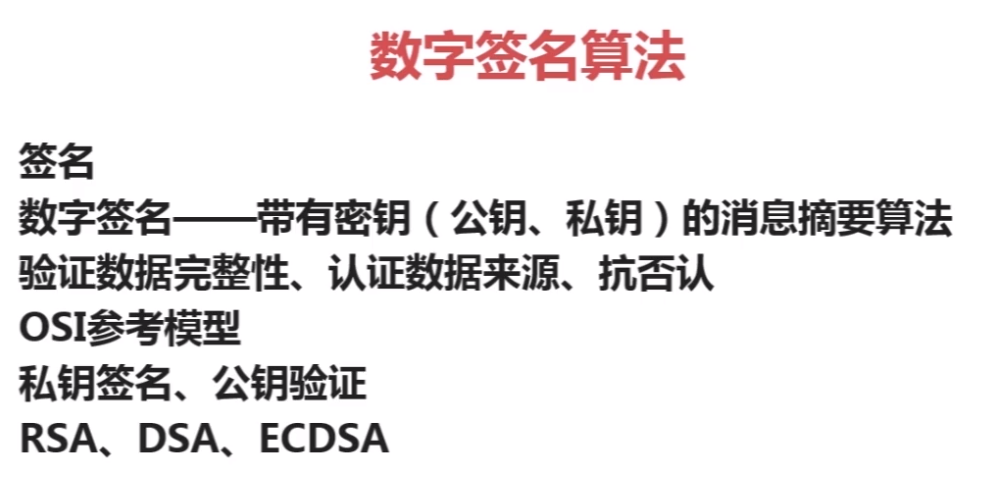 数字签名算法
签名
数字签名——带有密钥（公钥、私钥）的消息摘要算法
验证数据完整性、认证数据来源、抗否认
OSI参考模型
私钥签名、公钥验证
RSA、DSA、ECDSA